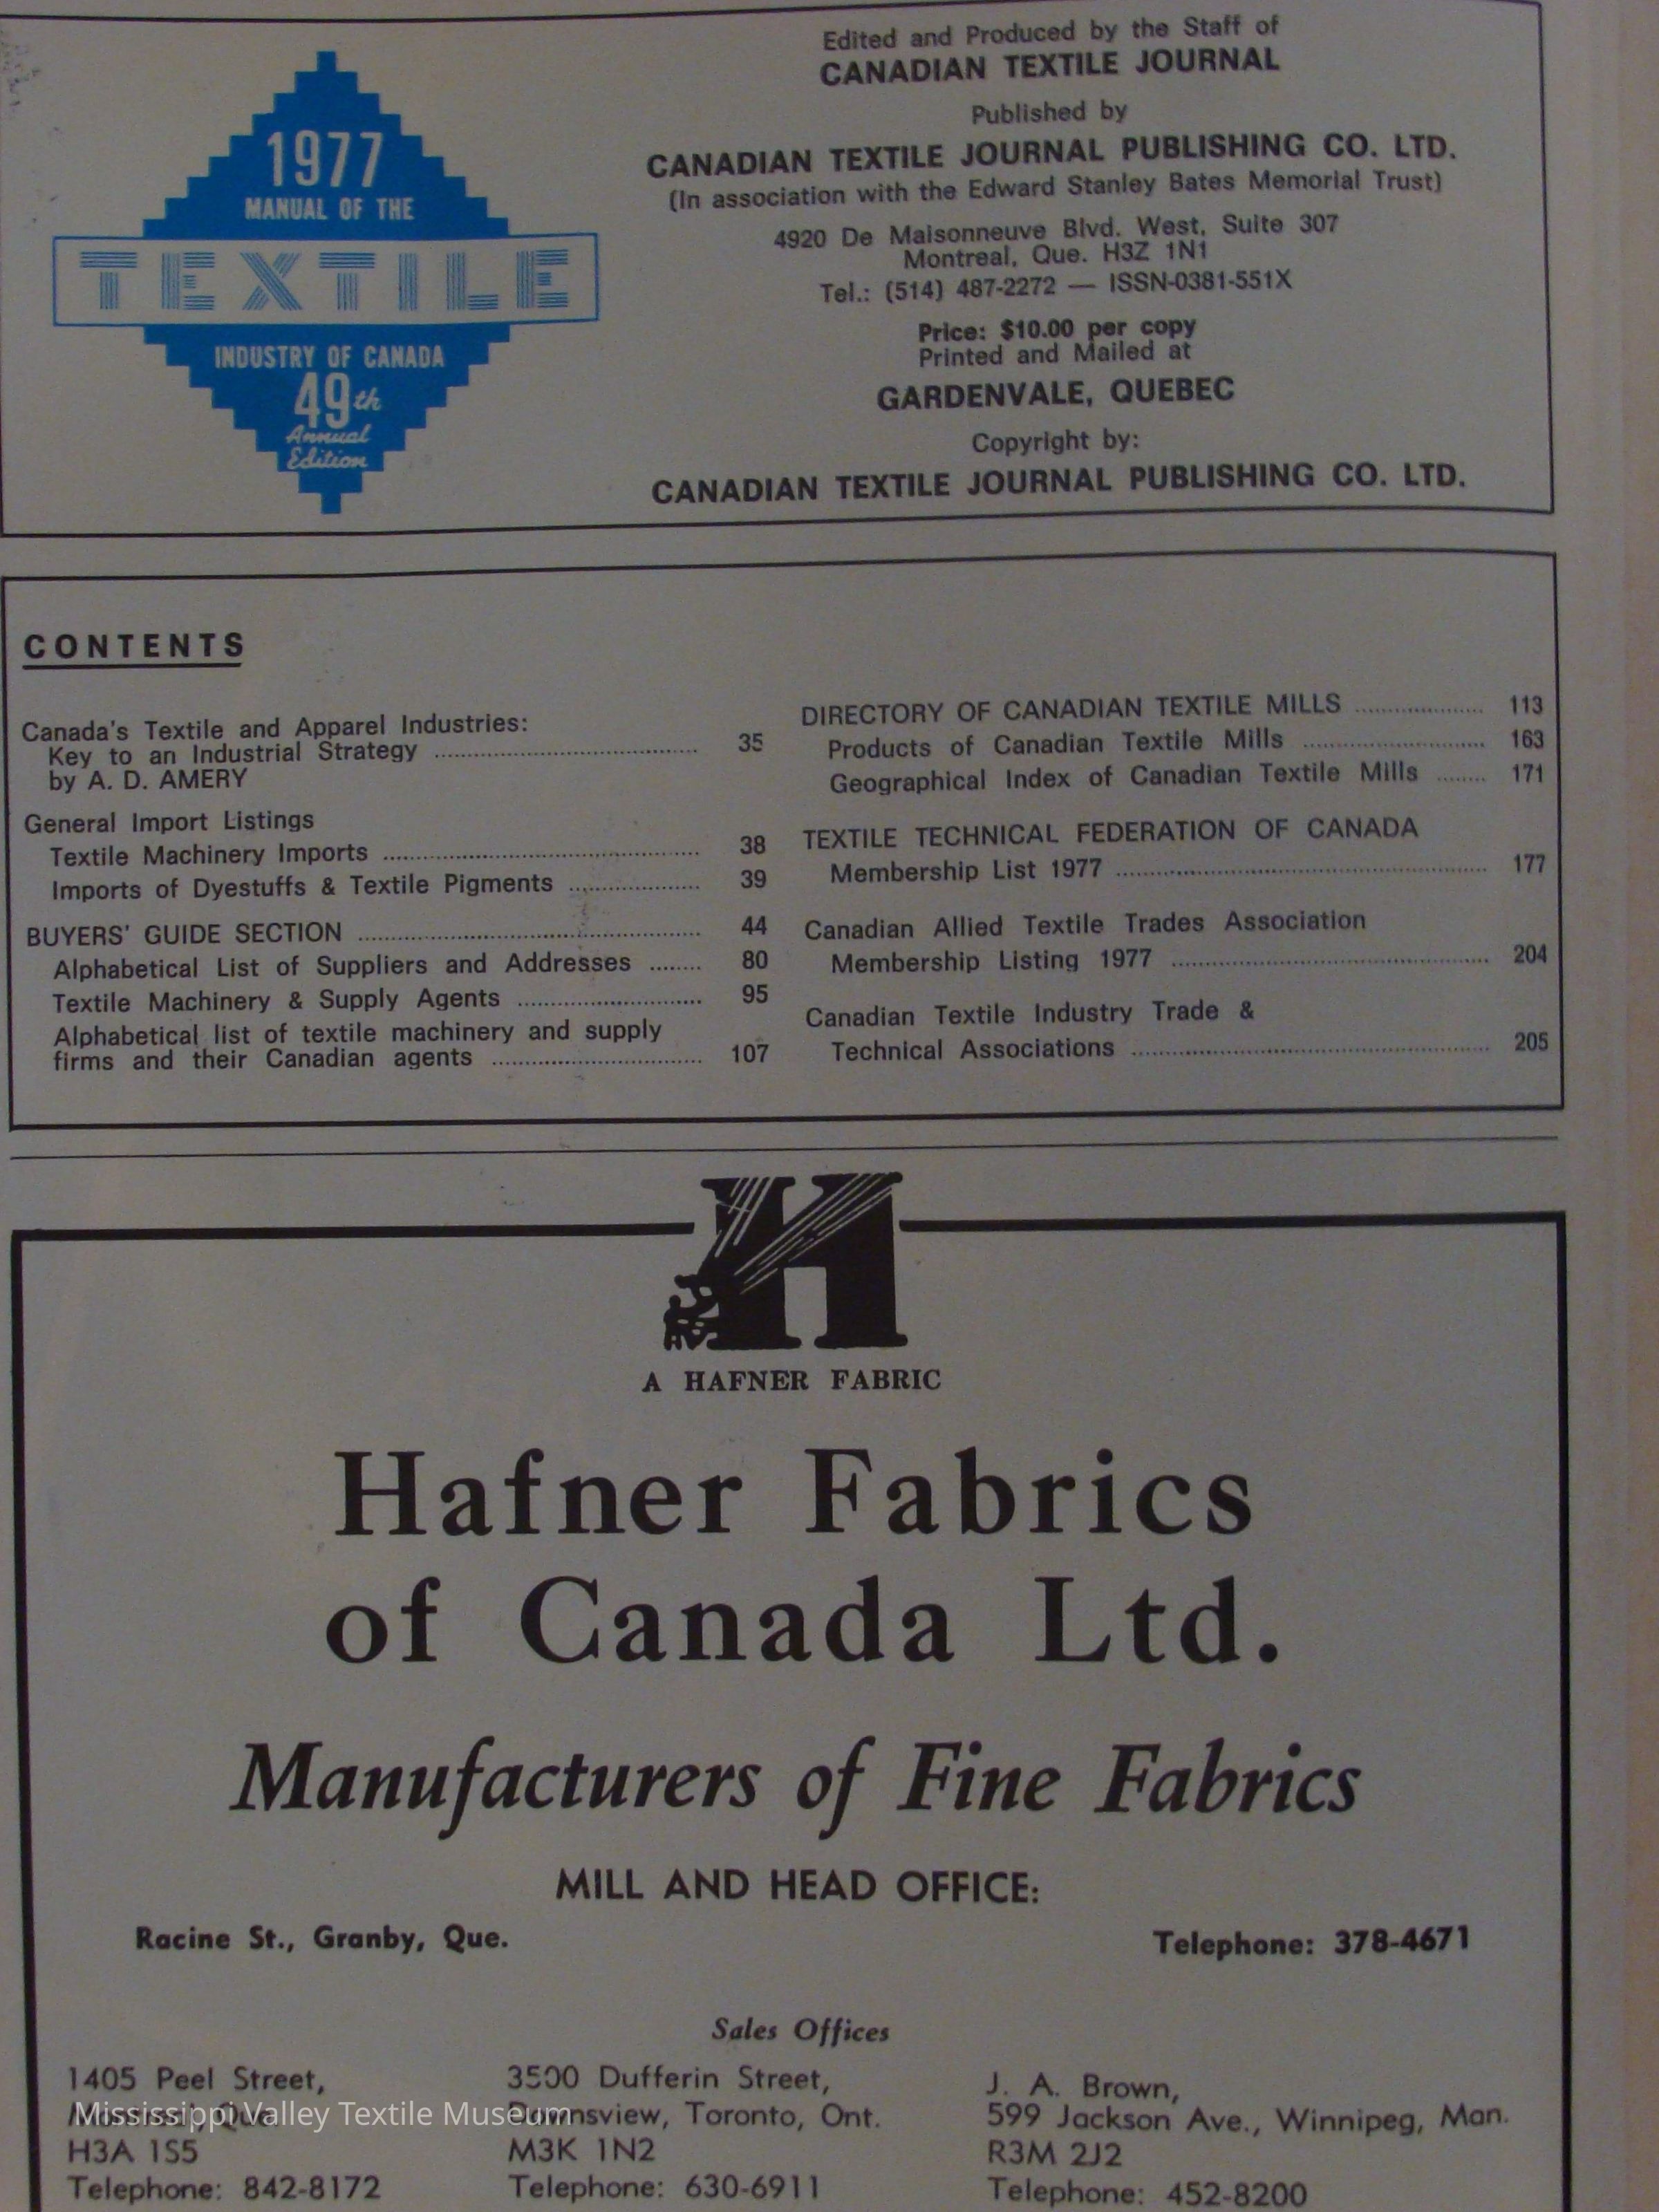 1977
MANUAL OF THE
TEXTILE
INDUSTRY OF CANADA
49th
Annual
Edition
Edited and Produced by the Staff of
CANADIAN TEXTILE JOURNAL
Published by
CANADIAN TEXTILE JOURNAL PUBLISHING CO. LTD.
(In association with the Edward Stanley Bates Memorial Trust)
4920 De Maisonneuve Blvd. West, Suite 307
Montreal, Que. H3Z 1N1
Tel.: (514) 487-2272 — ISSN-0381-551X
Price: $10.00 per copy
Printed and Mailed at
GARDENVALE, QUEBEC
Copyright by:
CANADIAN TEXTILE JOURNAL PUBLISHING CO. LTD.
CONTENTS
Canada's Textile and Apparel Industries:
Key to an Industrial Strategy 35
by A. D. AMERY
General Import Listings
Textile Machinery Imports 38
Imports of Dyestuffs & Textile Pigments 39
BUYERS' GUIDE SECTION 44
Alphabetical List of Suppliers and Addresses 80
Textile Machinery & Supply Agents 95
Alphabetical list of textile machinery and supply
firms and their Canadian agents 107
DIRECTORY OF CANADIAN TEXTILE MILLS 113
Products of Canadian Textile Mills 163
Geographical Index of Canadian Textile Mills 171
TEXTILE TECHNICAL FEDERATION OF CANADA
Membership List 1977 177
Canadian Allied Textile Trades Association
Membership Listing 1977 204
Canadian Textile Industry Trade &
Technical Associations 205
H
A HAFNER FABRIC
Hafner Fabrics
of Canada Ltd.
Manufacturers of Fine Fabrics
MILL AND HEAD OFFICE:
Racine St., Granby, Que.
Telephone: 378-4671
Sales Offices
1405 Peel Street,
Montreal, Que.
H3A 1S5
Telephone: 842-8172
3500 Dufferin Street,
Downsview, Toronto, Ont.
M3K 1N2
Telephone: 630-6911
J. A. Brown,
599 Jackson Ave., Winnipeg, Man.
R3M 2J2
Telephone: 452-8200
Mississippi Valley Textile Museum